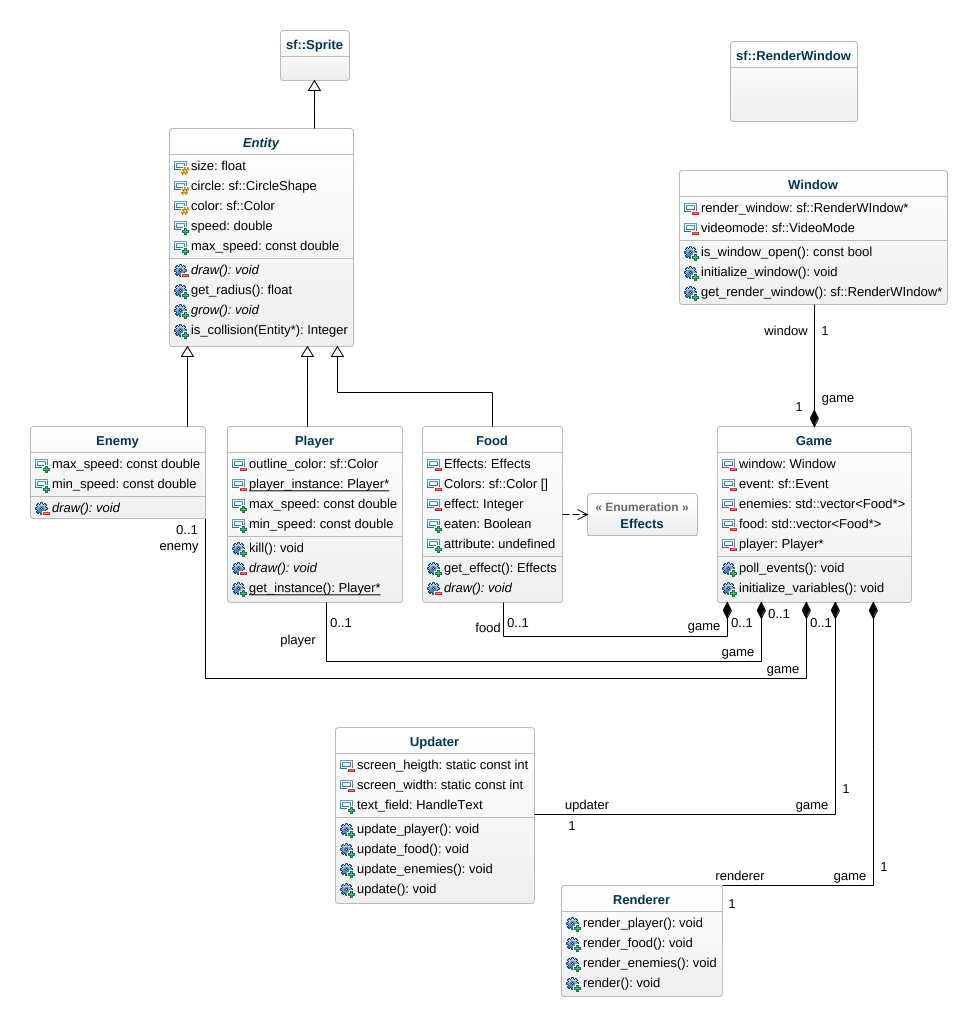 sf::Sprite
sf::RenderWindow
Entity
size: float
circle: sf::CircleShape
color: sf::Color
speed: double
max_speed: const double
draw(): void
get_radius(): float
grow(): void
is_collision(Entity*): Integer
Window
render_window: sf::RenderWIndow*
videomode: sf::VideoMode
is_window_open(): const bool
initialize_window(): void
get_render_window(): sf::RenderWIndow*
window
1
1
game
Enemy
max_speed: const double
min_speed: const double
draw(): void
0..1
enemy
Player
outline_color: sf::Color
player_instance: Player*
max_speed: const double
min_speed: const double
kill(): void
draw(): void
get_instance(): Player*
0..1
player
Food
Effects: Effects
Colors: sf::Color []
effect: Integer
eaten: Boolean
attribute: undefined
get_effect(): Effects
draw(): void
food
0..1
« Enumeration »
Effects
Game
window: Window
event: sf::Event
enemies: std::vector<Food*>
food: std::vector<Food*>
player: Player*
poll_events(): void
initialize_variables(): void
game
0..1
0..1
0..1
game
game
Updater
screen_heigth: static const int
screen_width: static const int
text_field: HandleText
update_player(): void
update_food(): void
update_enemies(): void
update(): void
updater
1
game
1
renderer
1
game
1
Renderer
render_player(): void
render_food(): void
render_enemies(): void
render(): void